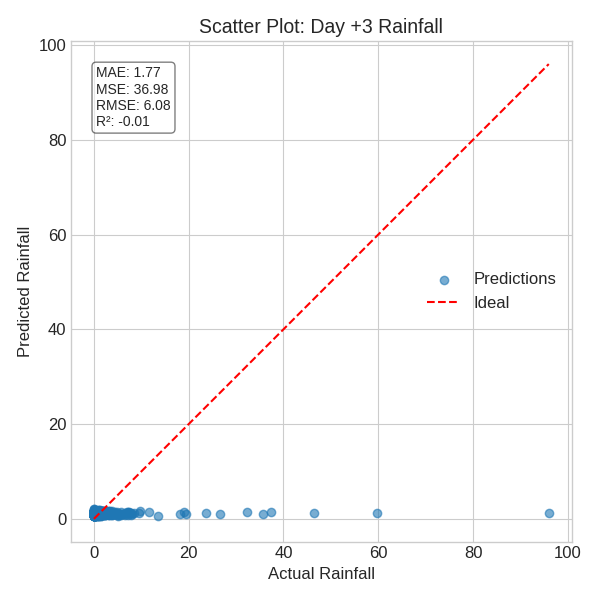 Scatter Plot: Day +3 Rainfall
100
80
60
40
20
0
Predicted Rainfall
MAE: 1.77
MSE: 36.98
RMSE: 6.08
R²: -0.01
Predictions
Ideal
0 20 40 60 80 100
Actual Rainfall